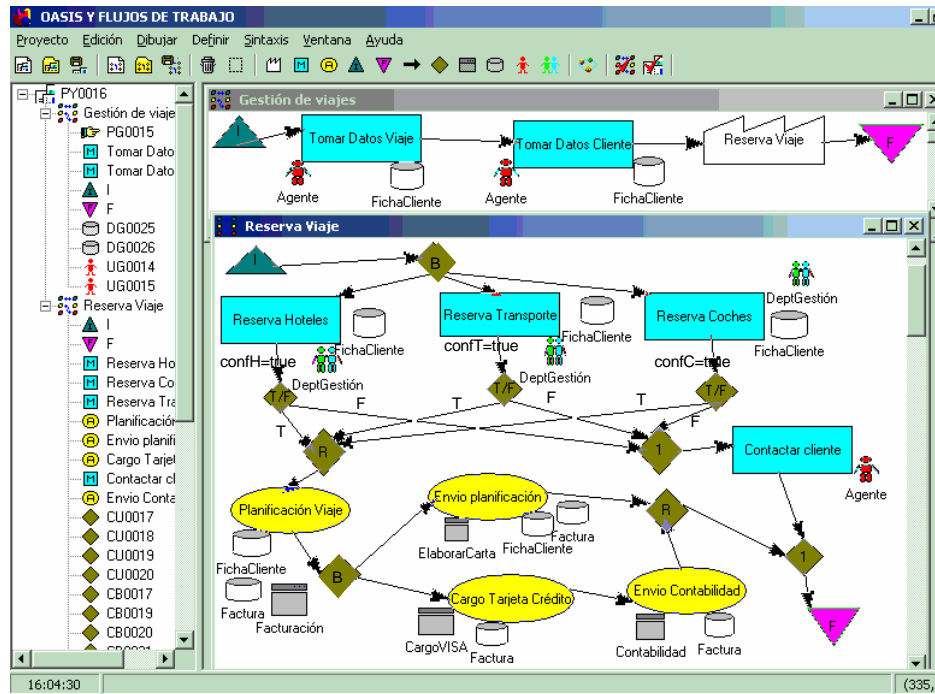 OASIS Y FLUJOS DE TRABAJO
Proyecto Edición Dibujar Definir Sintaxis Ventana Ayuda
M A I F
PY0016
Gestión de viaje
PG0015
M Tomar Dato
M Tomar Dato
I
F F
DG0025
DG0026
UG0014
UG0015
Reserva Viaje
I
F F
M Reserva Ho
M Reserva Co
M Reserva Tra
A Planificación
A Envio planifi
A Cargo Tarjet
M Contactar cl
A Envio Conta
CU0017
CU0018
CU0019
CU0020
CB0017
CB0019
CB0020
CB0021
Gestión de viajes
I
Tomar Datos Viaje
Tomar Datos Cliente
Reserva Viaje
F
Agente
FichaCliente
Agente
FichaCliente
Reserva Viaje
I
B
DeptGestión
Reserva Hoteles
Reserva Transporte
Reserva Coches
FichaCliente
FichaCliente
FichaCliente
confH=true
confT=true
confC=true
DeptGestión
DeptGestión
T/F
T/F
T/F
F
T
F
T
T
F
R
1
Contactar cliente
Agente
Planificación Viaje
Envio planificación
R
FichaCliente
ElaborarCarta
FichaCliente
Factura
1
B
Factura
Facturación
Cargo Tarjeta Crédito
Envio Contabilidad
F
CargoVISA
Factura
Contabilidad
Factura
16:04:30
(335,